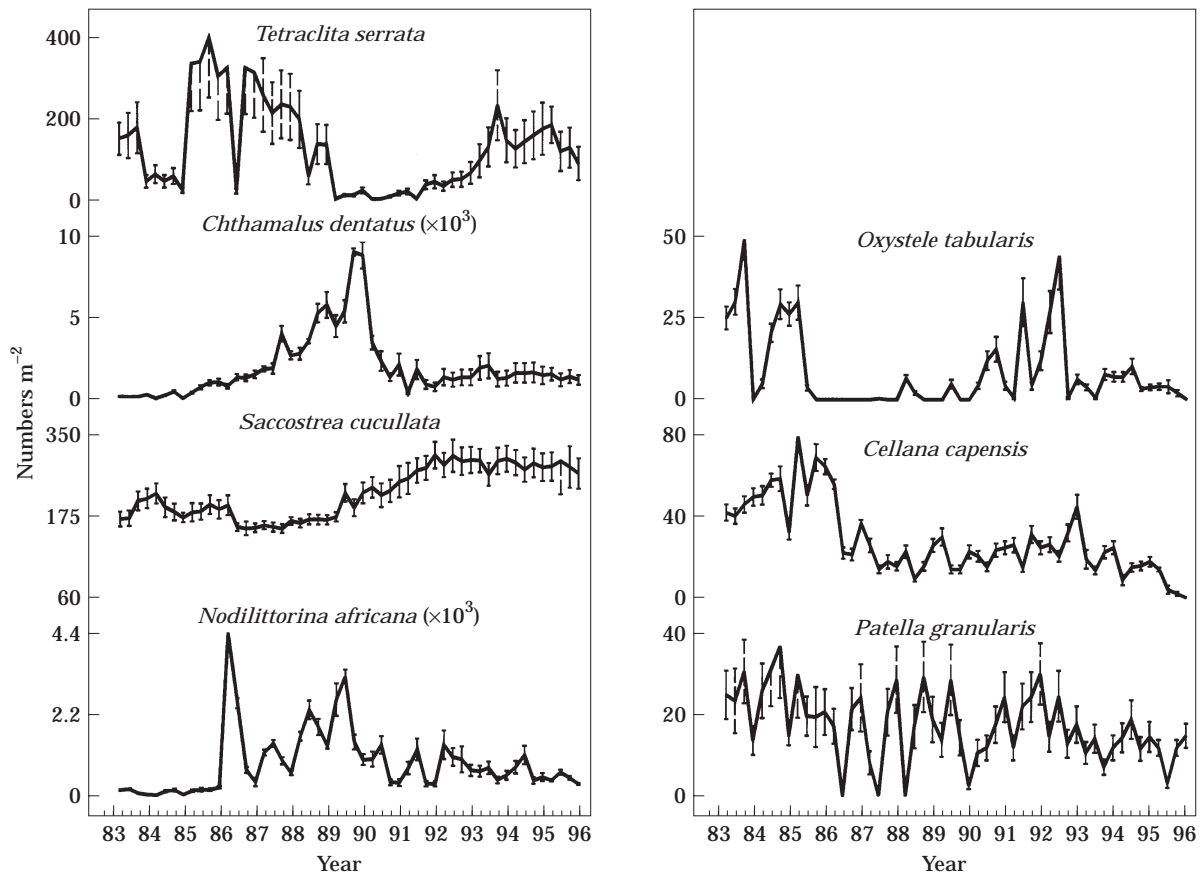 Numbers m⁻²
Tetraclita serrata
400
200
0
Chthamalus dentatus (×10³)
10
5
0
Saccostrea cucullata
350
175
60
Nodilittorina africana (×10³)
4.4
2.2
0
83 84 85 86 87 88 89 90 91 92 93 94 95 96
Year
Oxystele tabularis
50
25
0
Cellana capensis
80
40
0
Patella granularis
40
20
0
83 84 85 86 87 88 89 90 91 92 93 94 95 96
Year